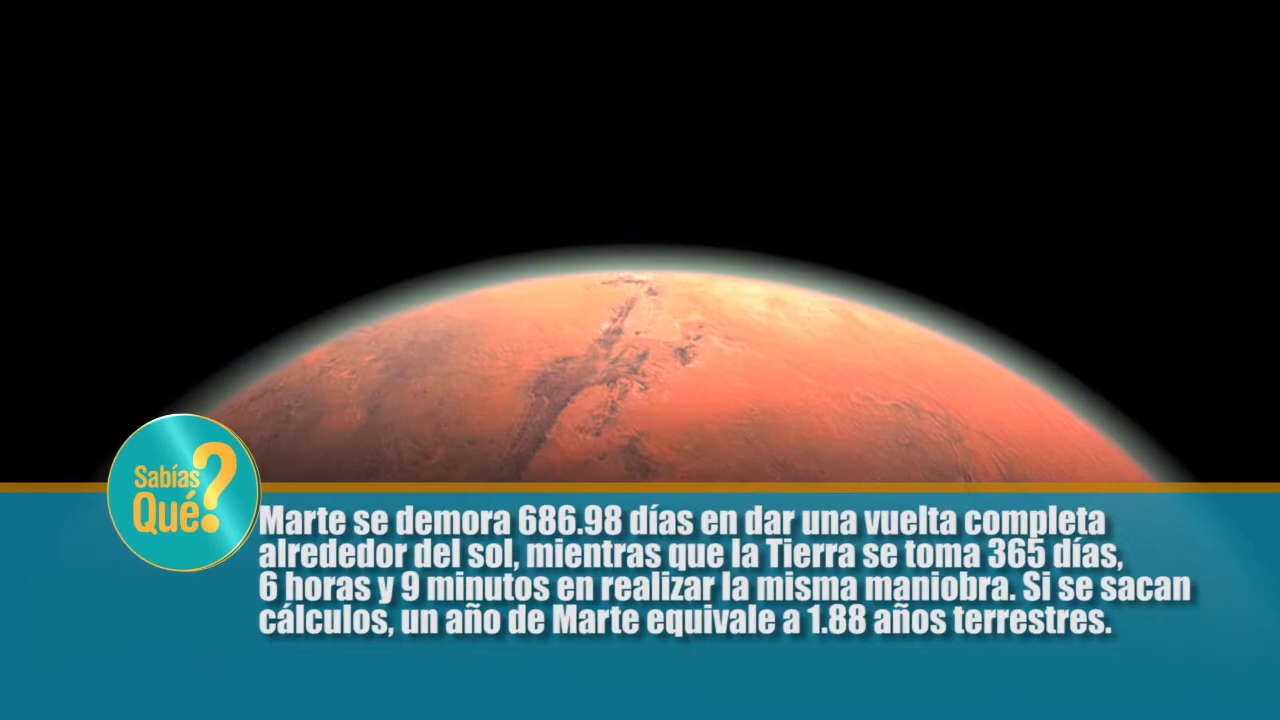 Sabías
Qué?
Marte se demora 686.98 días en dar una vuelta completa
alrededor del sol, mientras que la Tierra se toma 365 días,
6 horas y 9 minutos en realizar la misma maniobra. Si se sacan
cálculos, un año de Marte equivale a 1.88 años terrestres.